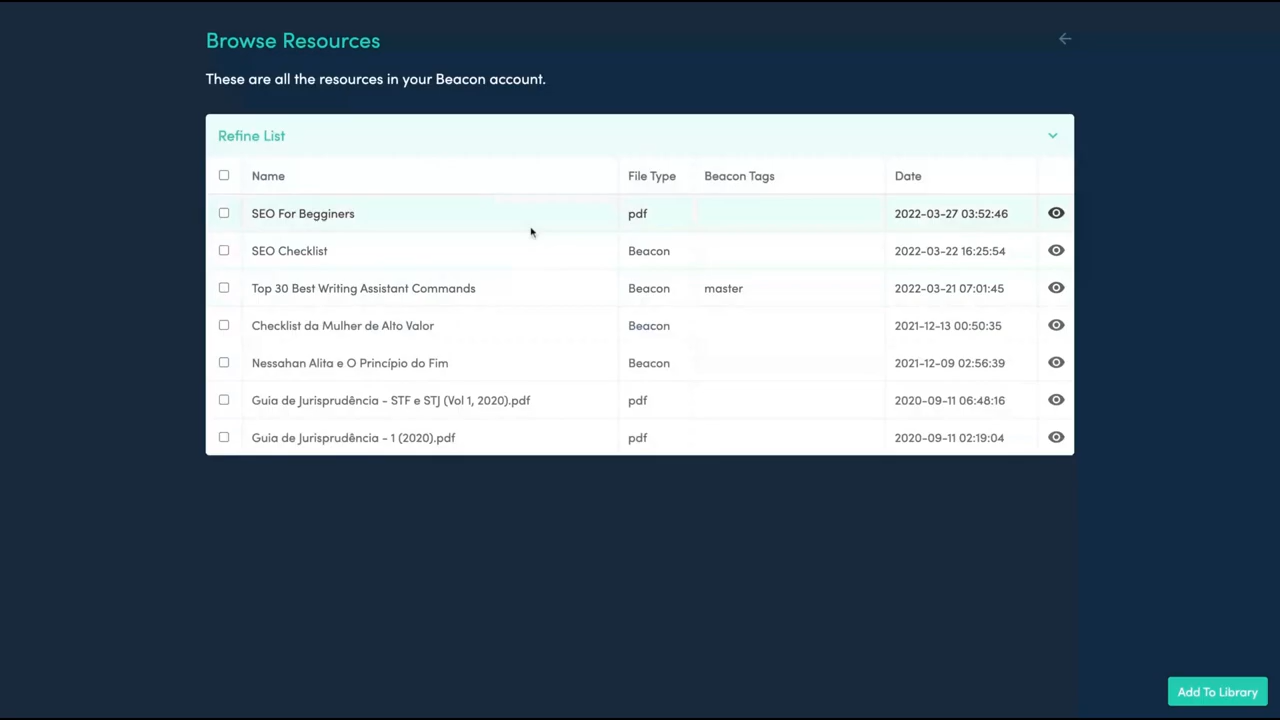 Browse Resources
These are all the resources in your Beacon account.
Refine List
Name File Type Beacon Tags Date
SEO For Begginers pdf 2022-03-27 03:52:46
SEO Checklist Beacon 2022-03-22 16:25:54
Top 30 Best Writing Assistant Commands Beacon master 2022-03-21 07:01:45
Checklist da Mulher de Alto Valor Beacon 2021-12-13 00:50:35
Nessahan Alita e O Princípio do Fim Beacon 2021-12-09 02:56:39
Guia de Jurisprudência - STF e STJ (Vol 1, 2020).pdf pdf 2020-09-11 06:48:16
Guia de Jurisprudência - 1 (2020).pdf pdf 2020-09-11 02:19:04
Add To Library